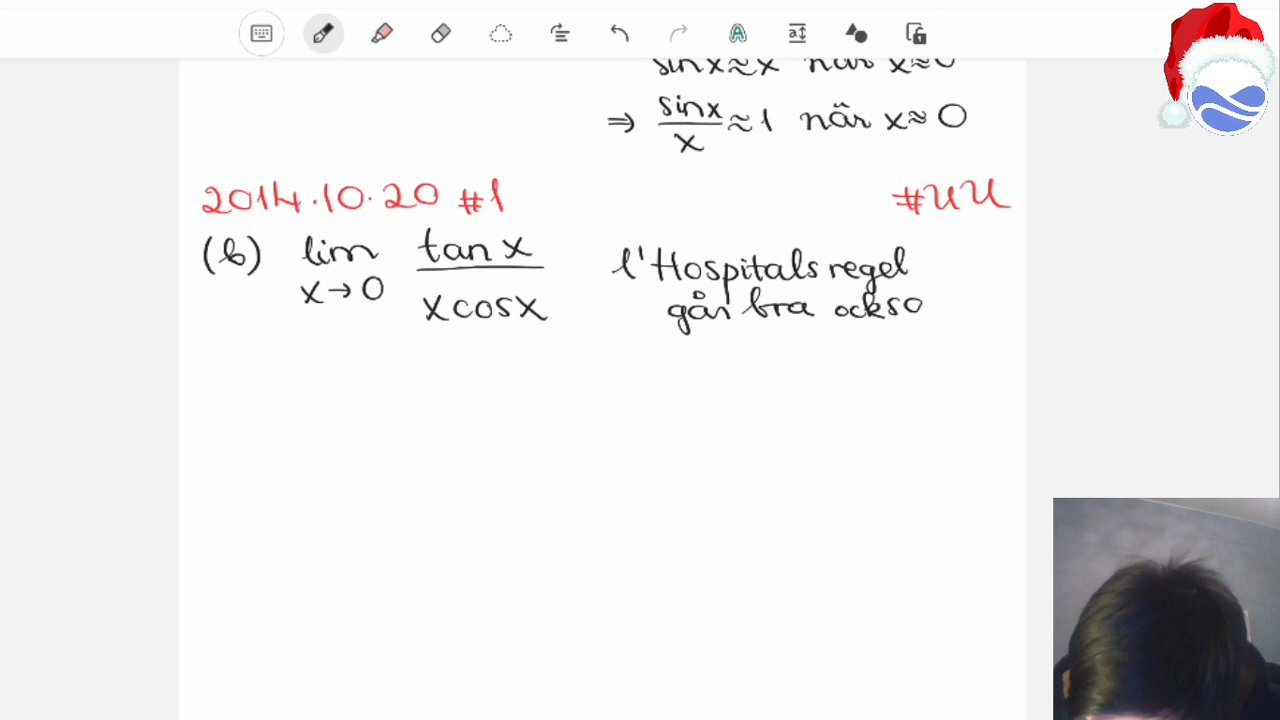 sinx≈x när x≈0
⇒ sinx/x ≈ 1 när x≈0
2014.10.20 #1 #UU
(b) lim x→0 tanx / xcosx
l'Hospitals regel
går bra också